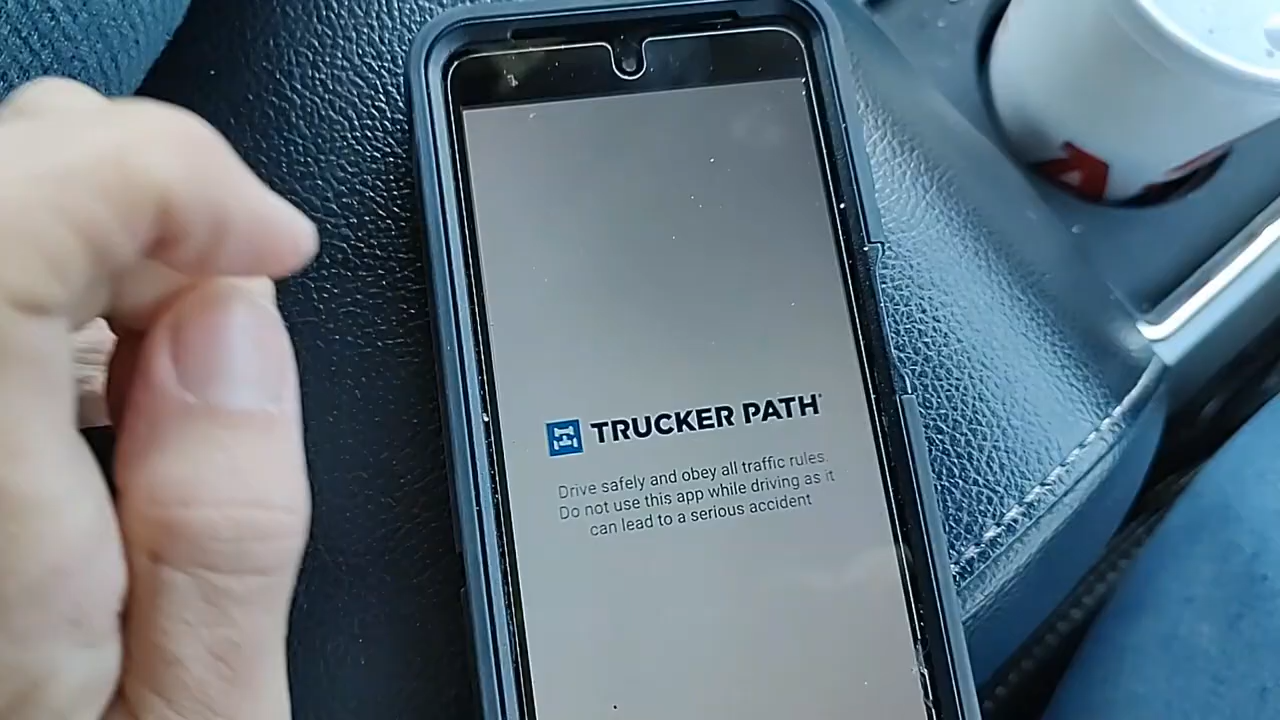 TRUCKER PATH
Drive safely and obey all traffic rules.
Do not use this app while driving as it
can lead to a serious accident